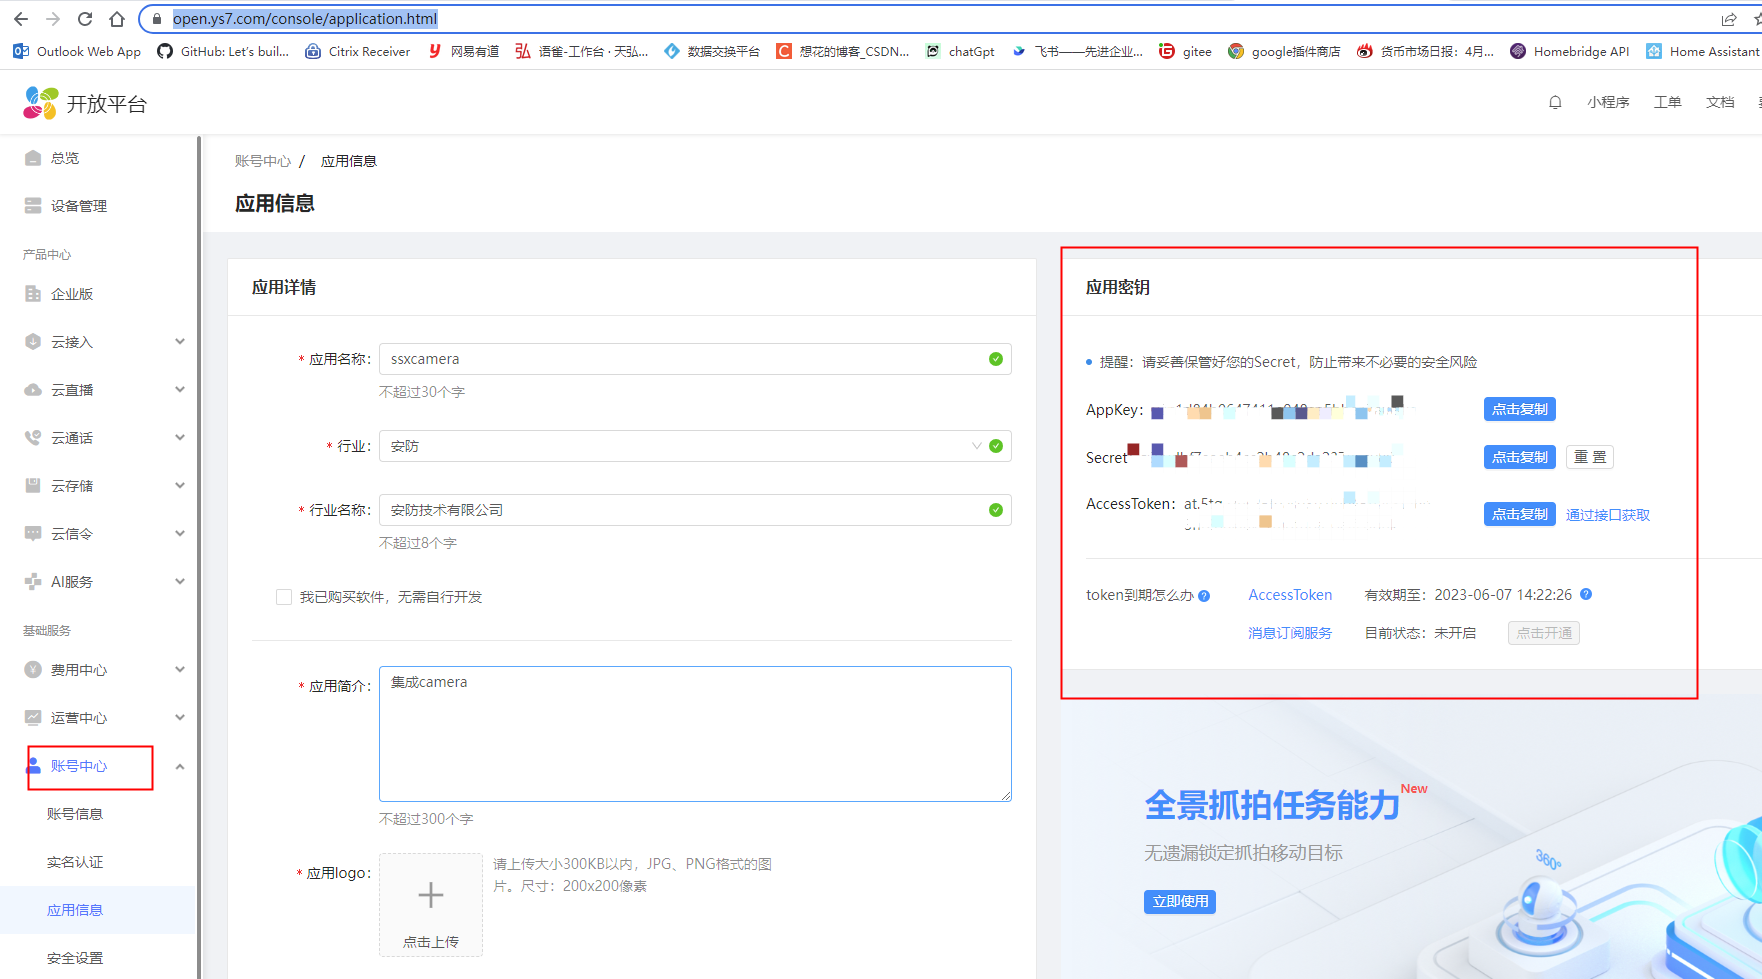 open.ys7.com/console/application.html
Outlook Web App
GitHub: Let's buil...
Citrix Receiver
网易有道
语雀-工作台 · 天弘...
数据交换平台
想花的博客_CSDN...
chatGpt
飞书——先进企业...
gitee
google插件商店
货币市场日报：4月...
Homebridge API
Home Assistant
开放平台
小程序
工单
文档
总览
设备管理
产品中心
企业版
云接入
云直播
云通话
云存储
云信令
AI服务
基础服务
费用中心
运营中心
账号中心
账号信息
实名认证
应用信息
安全设置
账号中心 / 应用信息
应用信息
应用详情
* 应用名称：
ssxcamera
不超过30个字
* 行业：
安防
* 行业名称：
安防技术有限公司
不超过8个字
我已购买软件，无需自行开发
* 应用简介：
集成camera
不超过300个字
* 应用logo：
点击上传
请上传大小300KB以内，JPG、PNG格式的图
片。尺寸：200x200像素
应用密钥
提醒：请妥善保管好您的Secret，防止带来不必要的安全风险
AppKey：
点击复制
Secret
点击复制
重 置
AccessToken：
点击复制
通过接口获取
token到期怎么办
AccessToken
有效期至：2023-06-07 14:22:26
消息订阅服务
目前状态：未开启
点击开通
全景抓拍任务能力
New
无遗漏锁定抓拍移动目标
立即使用
360°